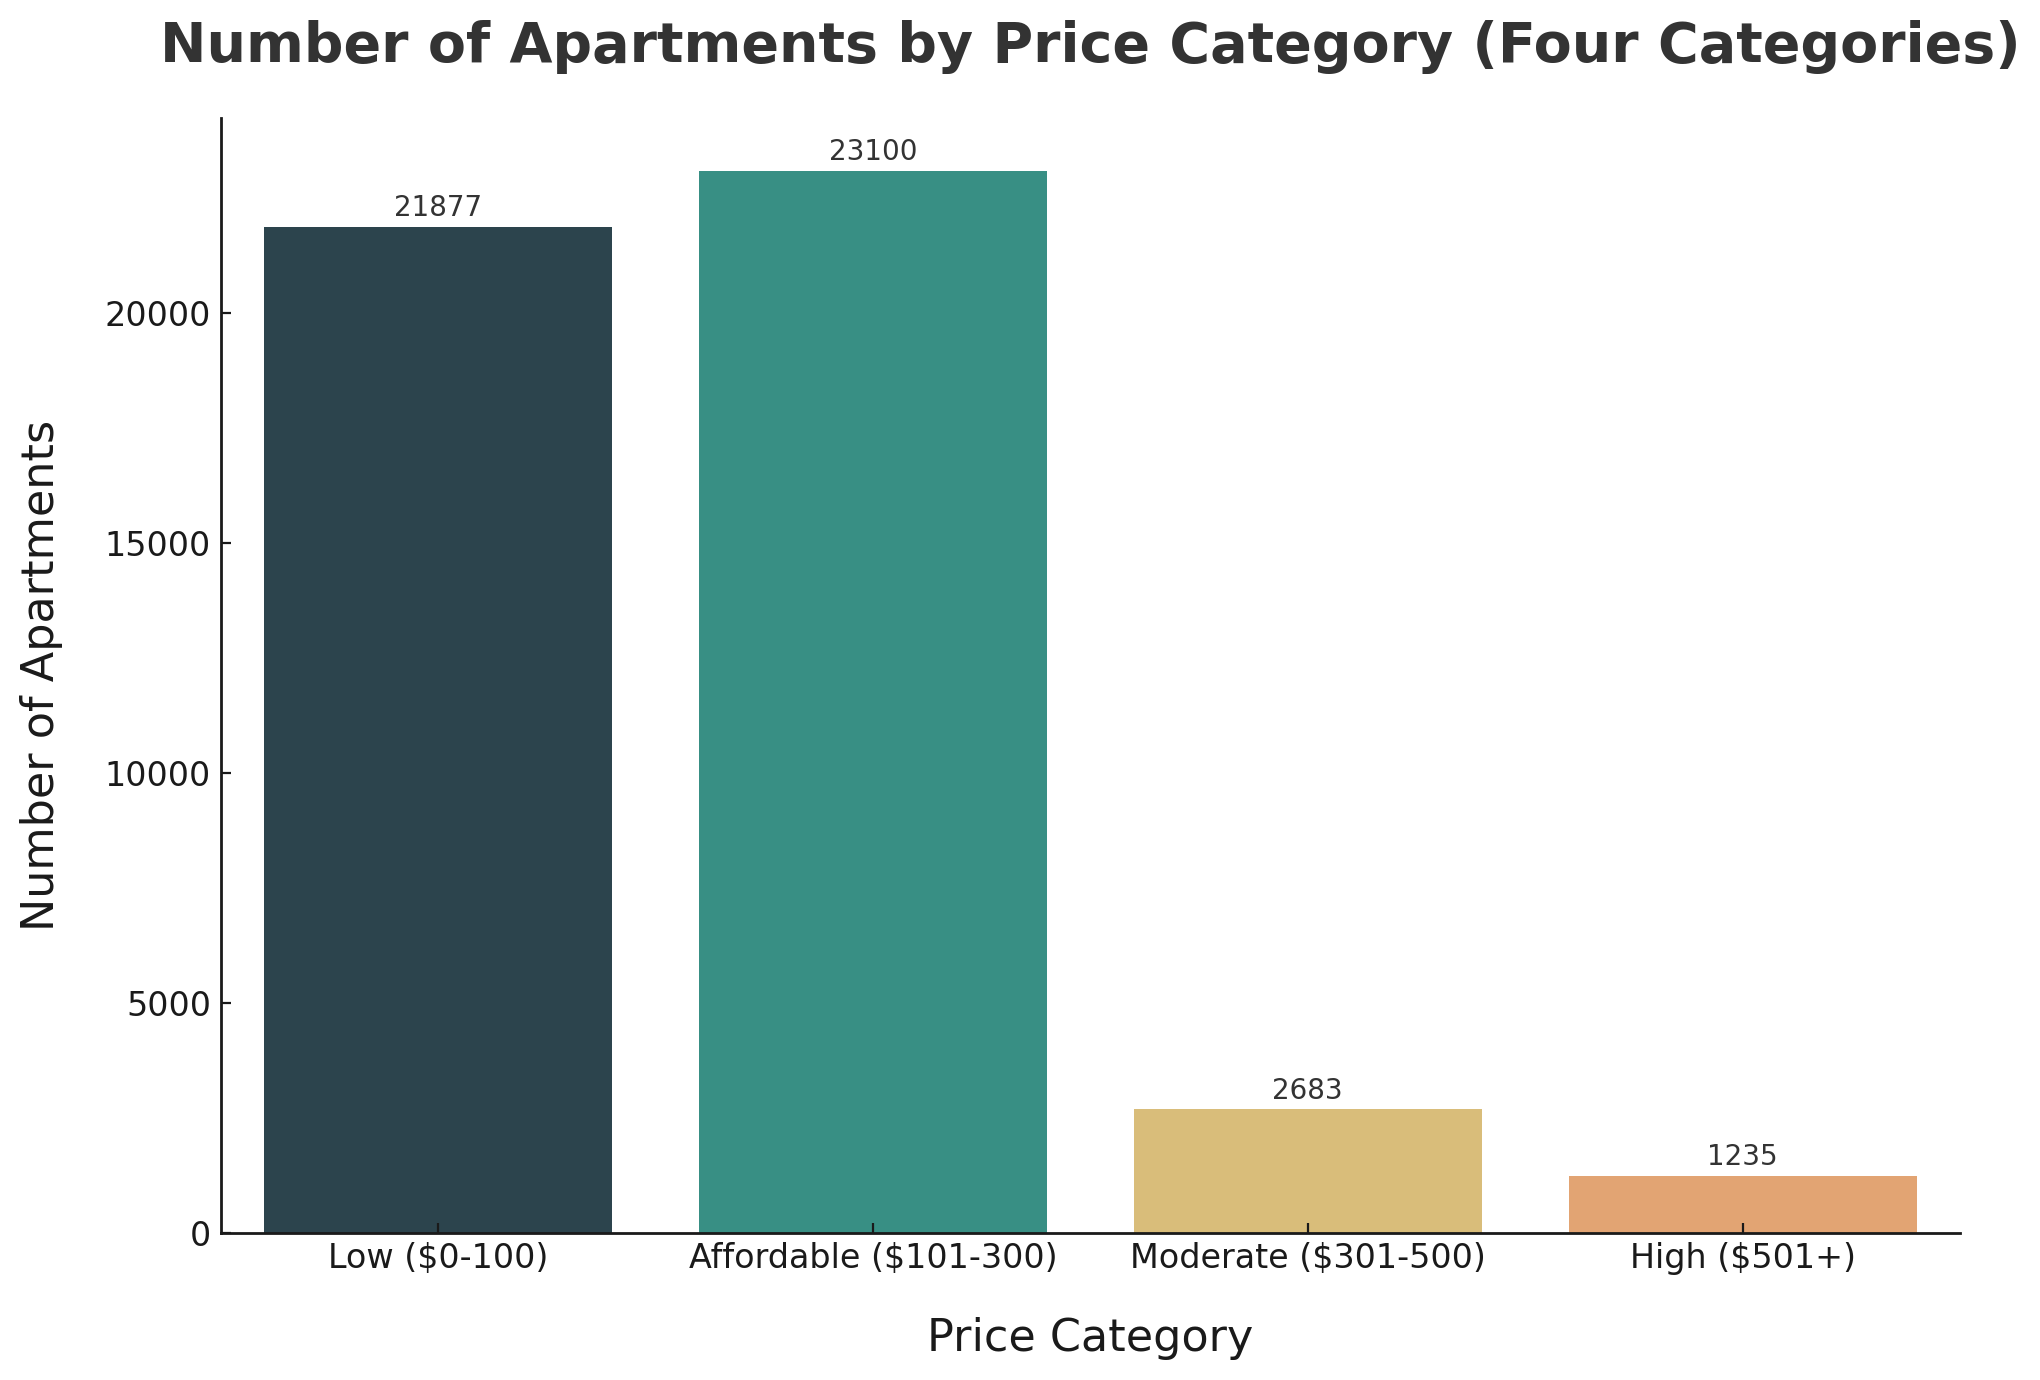 Number of Apartments by Price Category (Four Categories)
23100
21877
20000
15000
10000
5000
0
2683
1235
Number of Apartments
Low ($0-100)
Affordable ($101-300)
Moderate ($301-500)
High ($501+)
Price Category